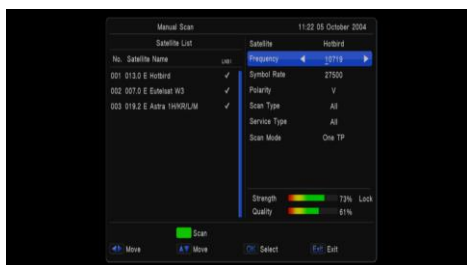 Manual Scan 11:22 05 October 2004
Satellite List
No. Satellite Name LNB1
001 013.0 E Hotbird ✓
002 007.0 E Eutelsat W3 ✓
003 019.2 E Astra 1H/KR/L/M ✓
Satellite Hotbird
Frequency 10719
Symbol Rate 27500
Polarity V
Scan Type All
Service Type All
Scan Mode One TP
Strength 73% Lock
Quality 61%
Scan
Move Move OK Select Exit Exit